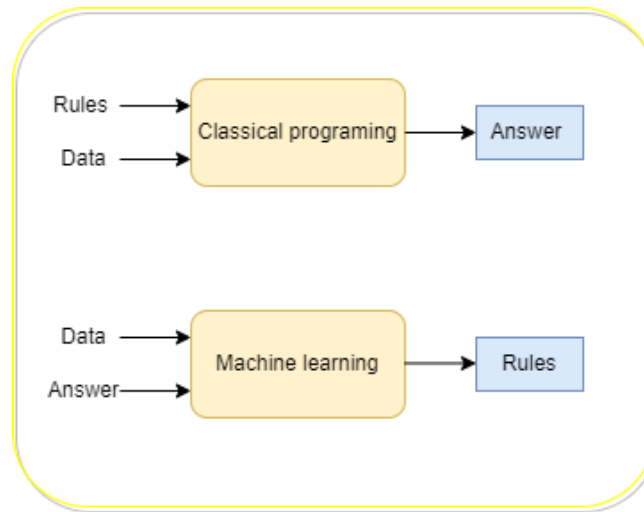 Rules
Data
Classical programing
Answer
Data
Answer
Machine learning
Rules